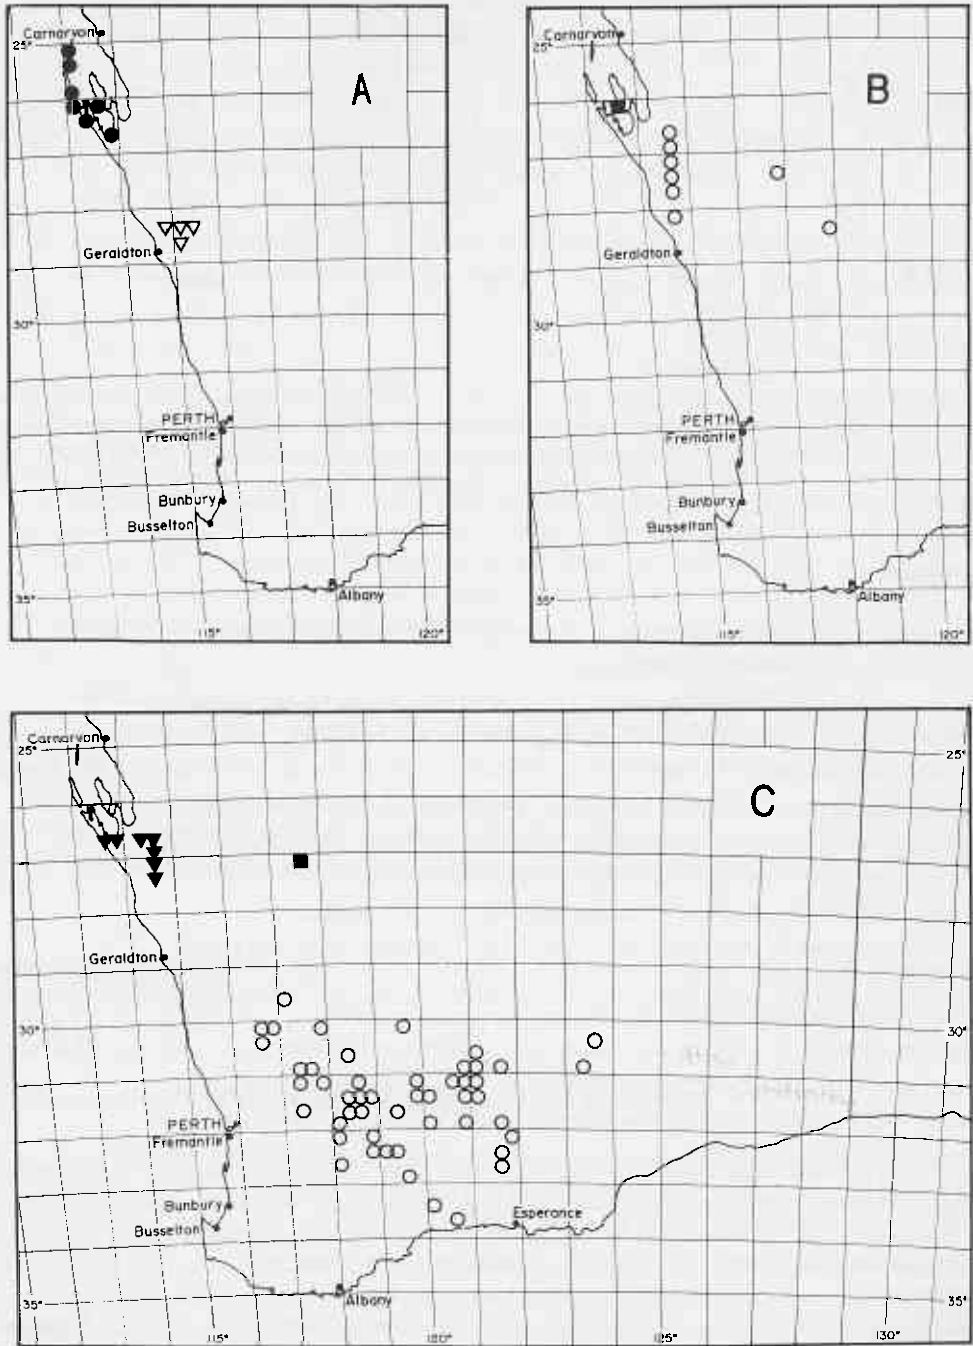 A
Carnarvon
25°
Geraldton
30°
PERTH
Fremantle
Bunbury
Busselton
35°
Albany
115°
120°
B
Carnarvon
25°
Geraldton
30°
PERTH
Fremantle
Bunbury
Busselton
35°
Albany
115°
120°
C
Carnarvon
25°
25°
Geraldton
30°
30°
PERTH
Fremantle
Bunbury
Busselton
Esperance
35°
35°
Albany
115°
120°
125°
130°